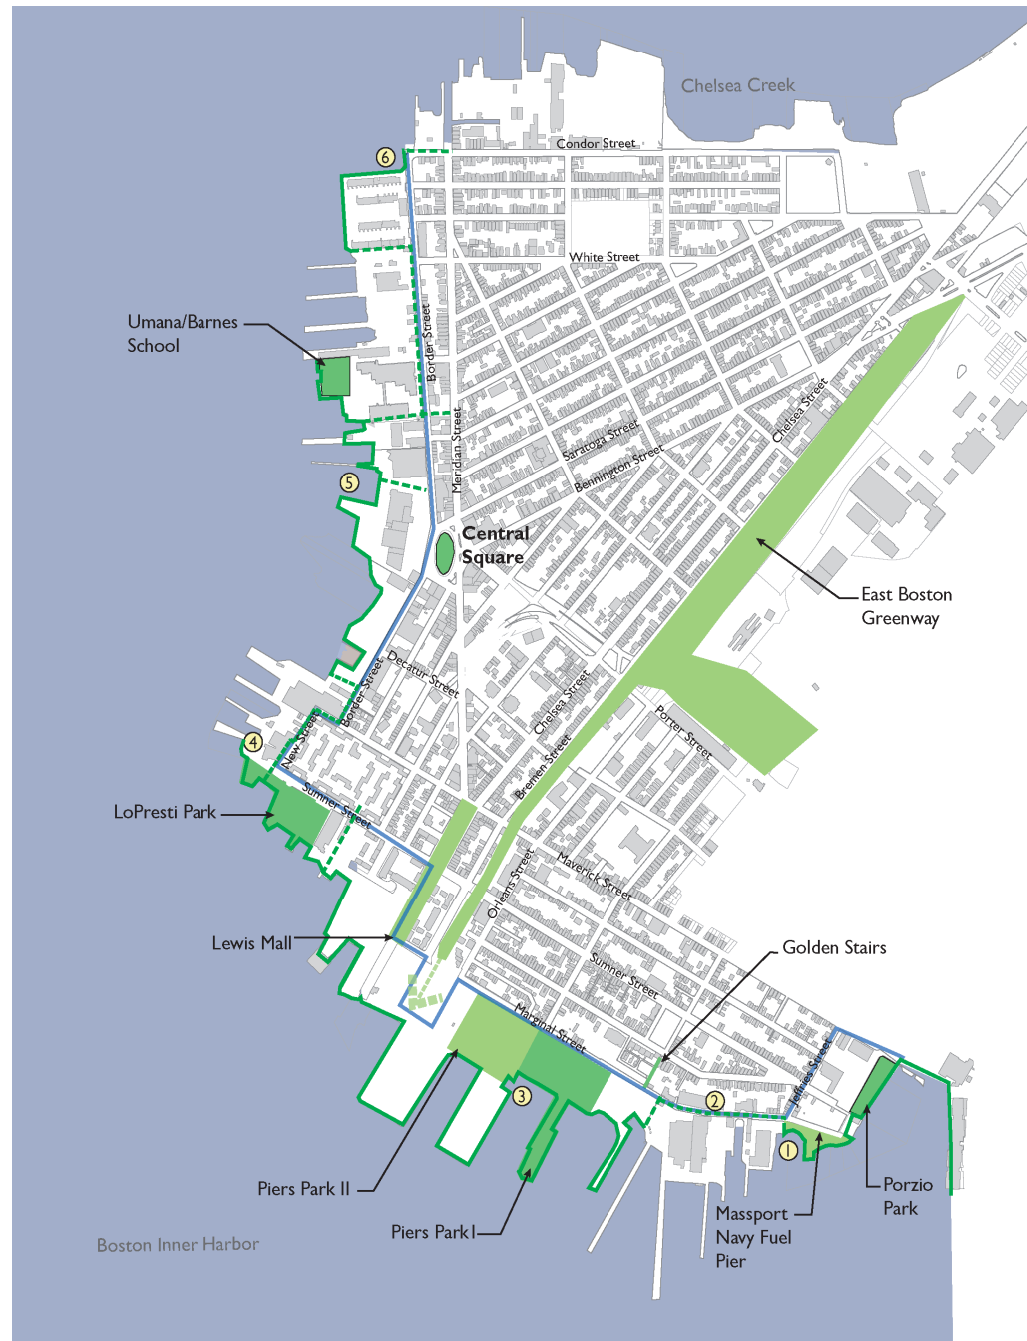 Chelsea Creek
Condor Street
6
White Street
Umana/Barnes
School
Border Street
Chelsea Street
Meridian Street
Saratoga Street
Bennington Street
5
Central
Square
East Boston
Greenway
Decatur Street
Border Street
Chelsea Street
Porter Street
New Street
4
Bremen Street
Sumner Street
LoPresti Park
Maverick Street
Orleans Street
Lewis Mall
Golden Stairs
Sumner Street
Marginal Street
Jeffries Street
3
2
1
Piers Park II
Porzio
Park
Piers Park I
Massport
Navy Fuel
Pier
Boston Inner Harbor